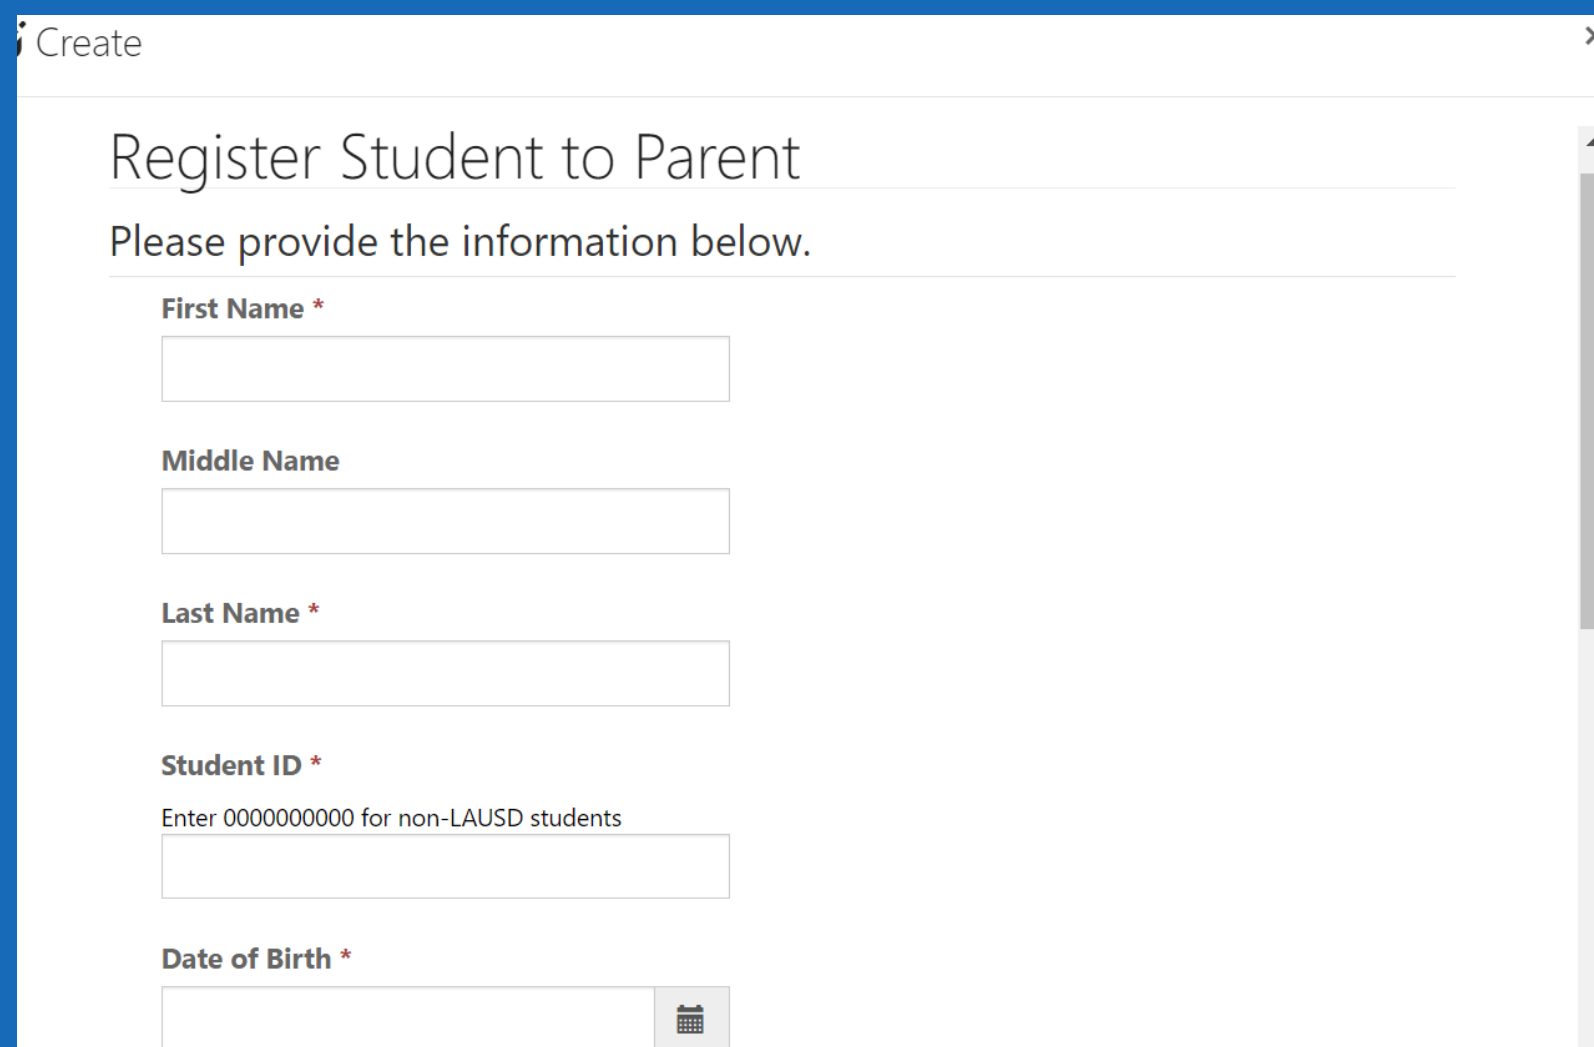 Create
Register Student to Parent
Please provide the information below.
First Name *
Middle Name
Last Name *
Student ID *
Enter 0000000000 for non-LAUSD students
Date of Birth *